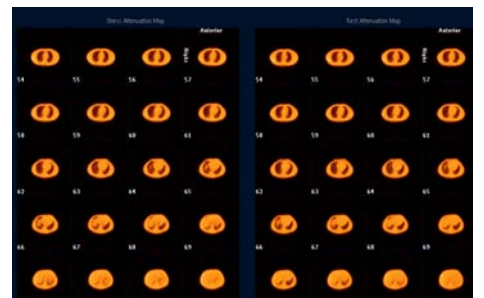 Stress Attenuation Map
Rest Attenuation Map
Anterior
Anterior
Right
Right
54 55 56 57
54 55 56 57
58 59 60 61
58 59 60 61
62 63 64 65
62 63 64 65
66 67 68 69
66 67 68 69